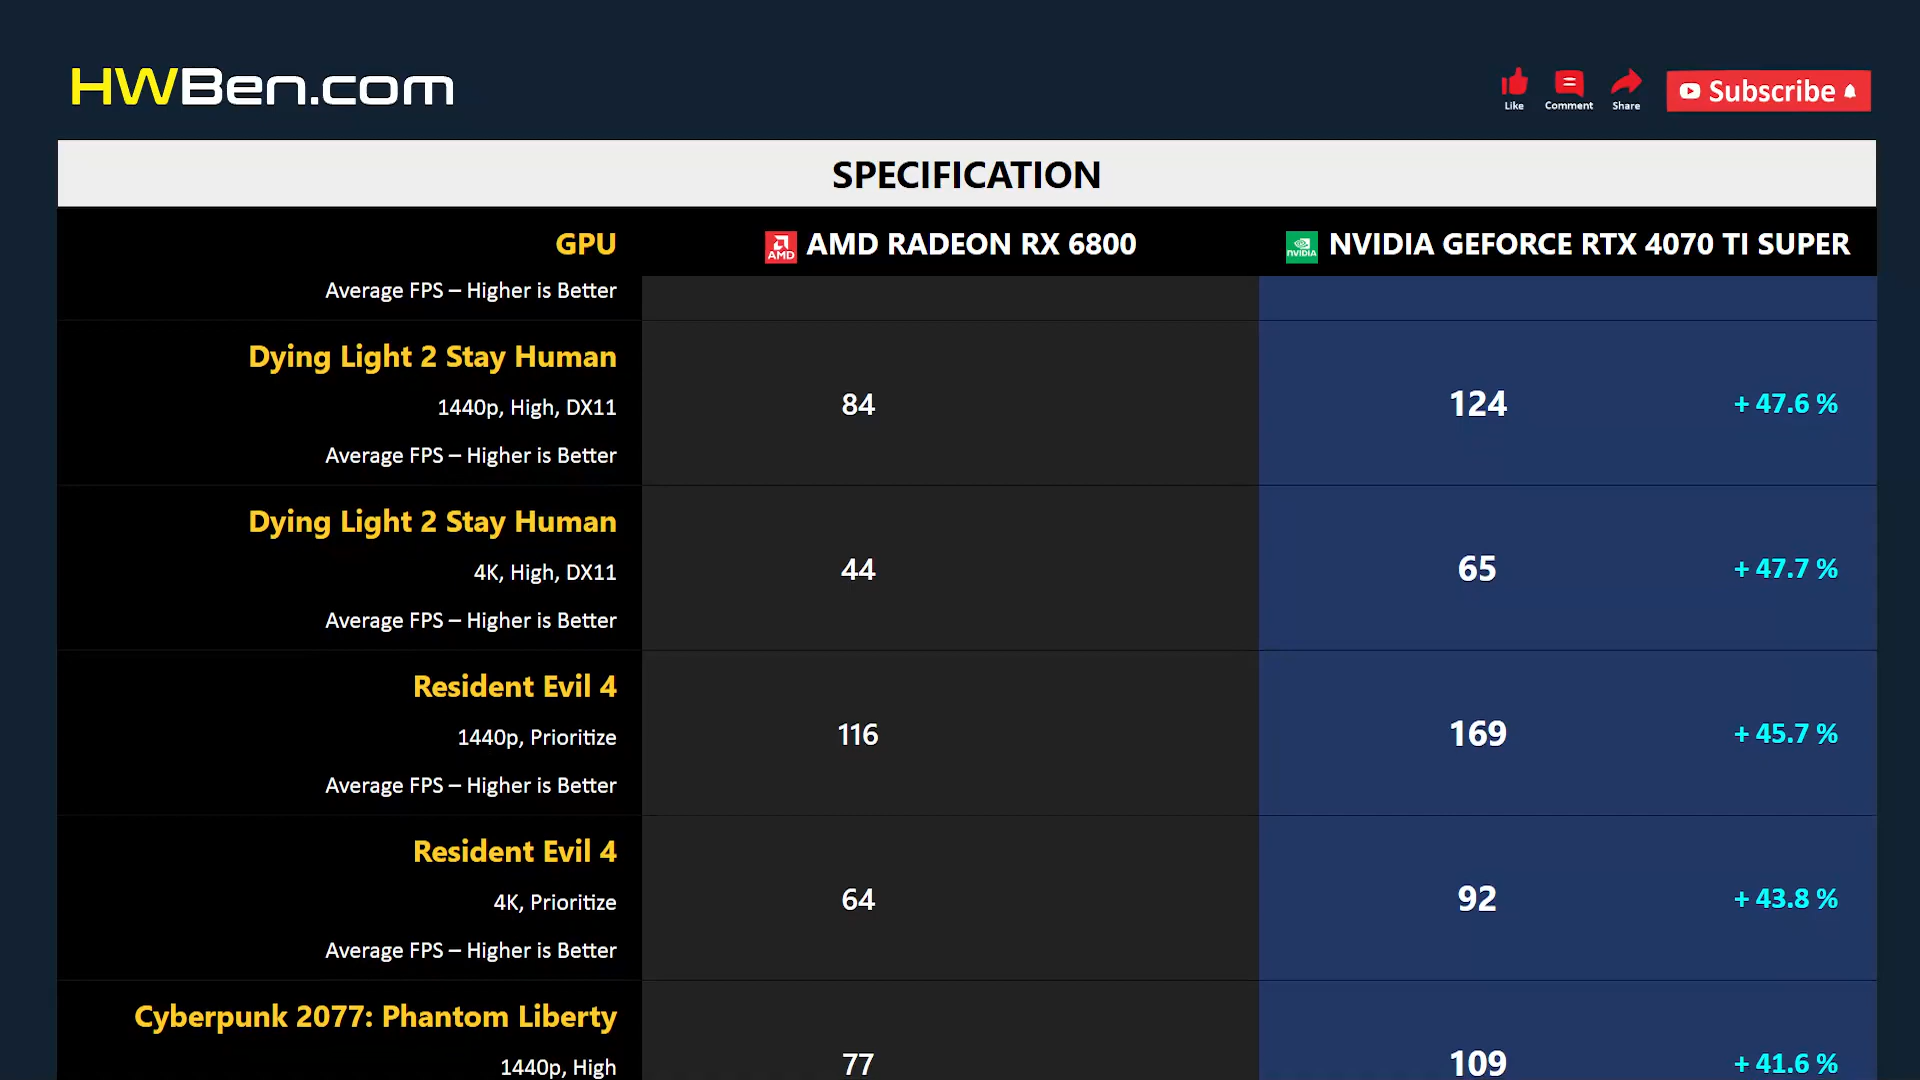 HWBen.com
Like
Comment
Share
Subscribe
SPECIFICATION
GPU
AMD
AMD RADEON RX 6800
NVIDIA
NVIDIA GEFORCE RTX 4070 TI SUPER
Average FPS – Higher is Better
Dying Light 2 Stay Human
1440p, High, DX11
Average FPS – Higher is Better
84
124
+ 47.6 %
Dying Light 2 Stay Human
4K, High, DX11
Average FPS – Higher is Better
44
65
+ 47.7 %
Resident Evil 4
1440p, Prioritize
Average FPS – Higher is Better
116
169
+ 45.7 %
Resident Evil 4
4K, Prioritize
Average FPS – Higher is Better
64
92
+ 43.8 %
Cyberpunk 2077: Phantom Liberty
1440p, High
77
109
+ 41.6 %